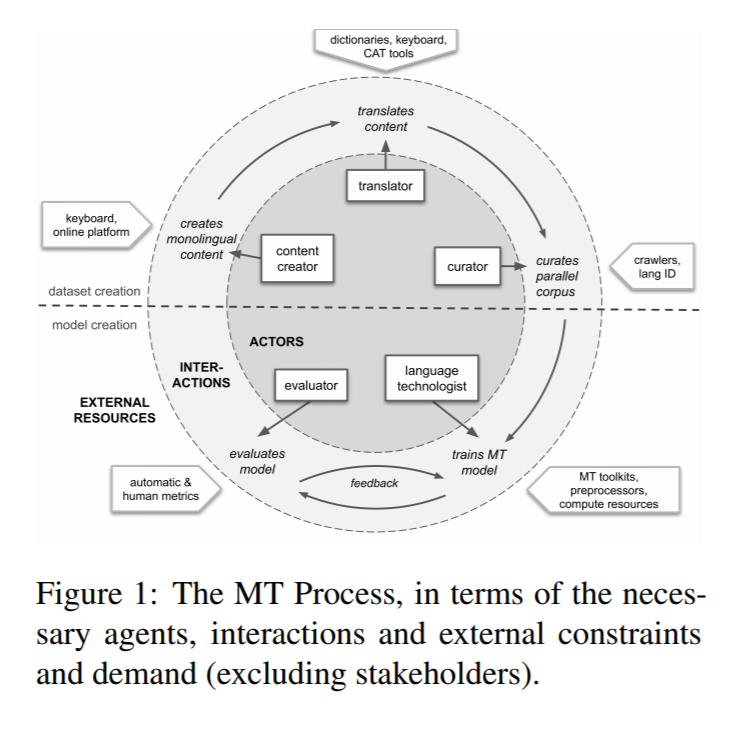 dictionaries, keyboard,
CAT tools
translates
content
translator
keyboard,
online platform
creates
monolingual
content
content
creator
curator
curates
parallel
corpus
crawlers,
lang ID
dataset creation
model creation
ACTORS
INTER-
ACTIONS
EXTERNAL
RESOURCES
evaluator
language
technologist
evaluates
model
feedback
trains MT
model
automatic &
human metrics
MT toolkits,
preprocessors,
compute resources
Figure 1: The MT Process, in terms of the neces-
sary agents, interactions and external constraints
and demand (excluding stakeholders).